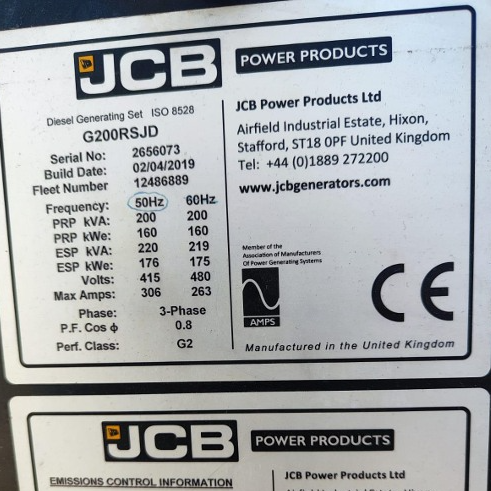 JCB POWER PRODUCTS
Diesel Generating Set ISO 8528
G200RSJD
Serial No: 2656073
Build Date: 02/04/2019
Fleet Number 12486889
Frequency: 50Hz 60Hz
PRP kVA: 200 200
PRP kWe: 160 160
ESP kVA: 220 219
ESP kWe: 176 175
Volts: 415 480
Max Amps: 306 263
Phase: 3-Phase
P.F. Cos ϕ 0.8
Perf. Class: G2
JCB Power Products Ltd
Airfield Industrial Estate, Hixon,
Stafford, ST18 0PF United Kingdom
Tel: +44 (0)1889 272200
www.jcbgenerators.com
Member of the
Association of Manufacturers
Of Power Generating Systems
AMPS
CE
Manufactured in the United Kingdom
JCB POWER PRODUCTS
EMISSIONS CONTROL INFORMATION
JCB Power Products Ltd